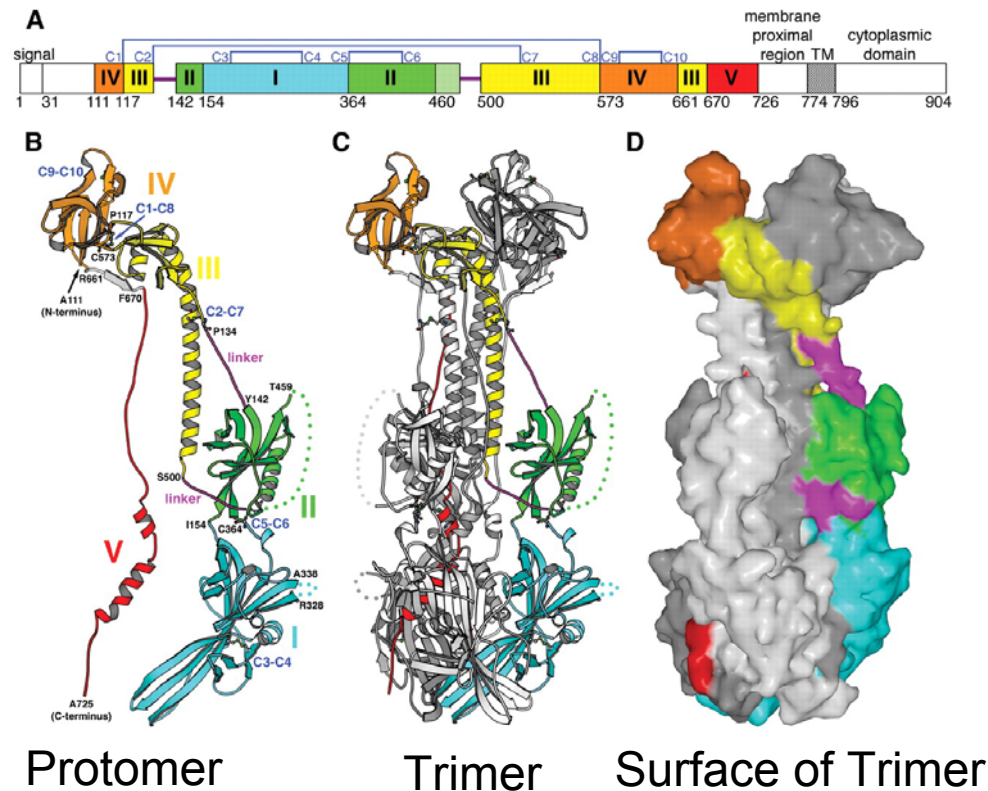 A
membrane
proximal
cytoplasmic
signal
region
TM
domain
C1
C2
C3
C4
C5
C6
C7
C8
C9
C10
IV
III
II
I
II
III
IV
III
V
1
31
111
117
142
154
364
460
500
573
661
670
726
774
796
904
B
C9-C10
IV
P117
C1-C8
C573
III
R661
A111
(N-terminus)
F670
C2-C7
P134
linker
T459
Y142
S500
linker
II
I154
C364
C5-C6
V
A338
R328
I
C3-C4
A725
(C-terminus)
C
D
Protomer
Trimer
Surface of Trimer